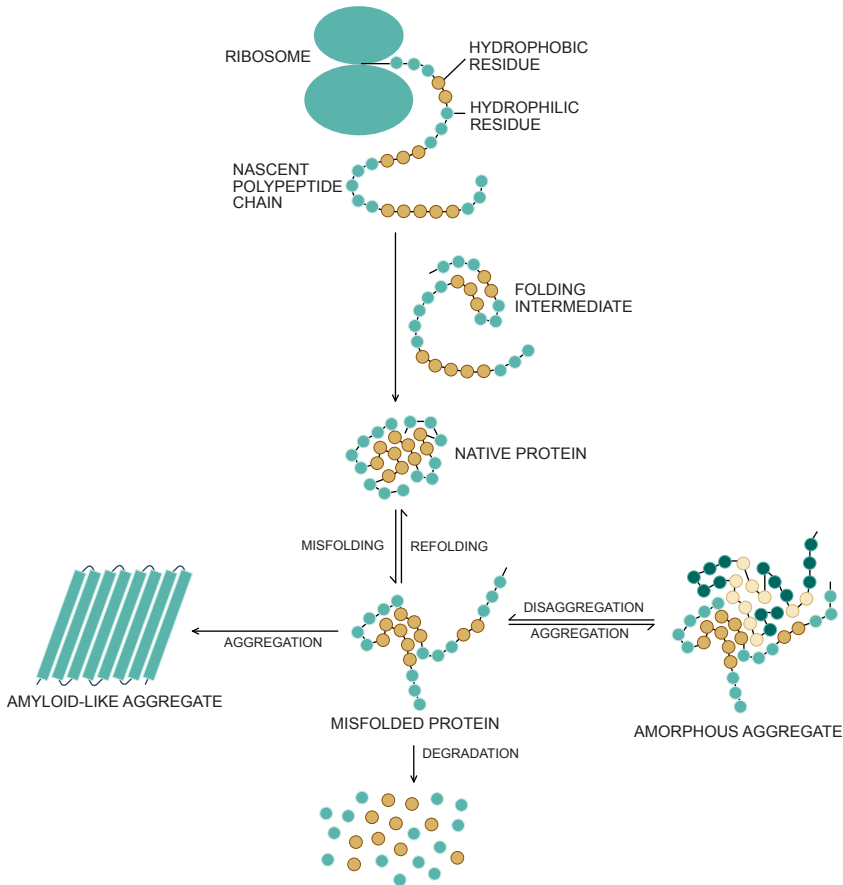 RIBOSOME
HYDROPHOBIC
RESIDUE
HYDROPHILIC
RESIDUE
NASCENT
POLYPEPTIDE
CHAIN
FOLDING
INTERMEDIATE
NATIVE PROTEIN
MISFOLDING
REFOLDING
DISAGGREGATION
AGGREGATION
AGGREGATION
AMYLOID-LIKE AGGREGATE
MISFOLDED PROTEIN
AMORPHOUS AGGREGATE
DEGRADATION